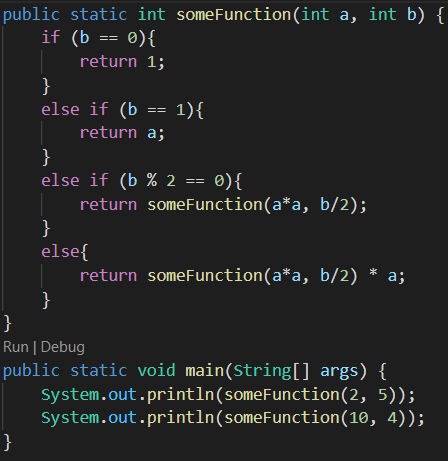 public static int someFunction(int a, int b) {
    if (b == 0){
        return 1;
    }
    else if (b == 1){
        return a;
    }
    else if (b % 2 == 0){
        return someFunction(a*a, b/2);
    }
    else{
        return someFunction(a*a, b/2) * a;
    }
}
Run | Debug
public static void main(String[] args) {
    System.out.println(someFunction(2, 5));
    System.out.println(someFunction(10, 4));
}